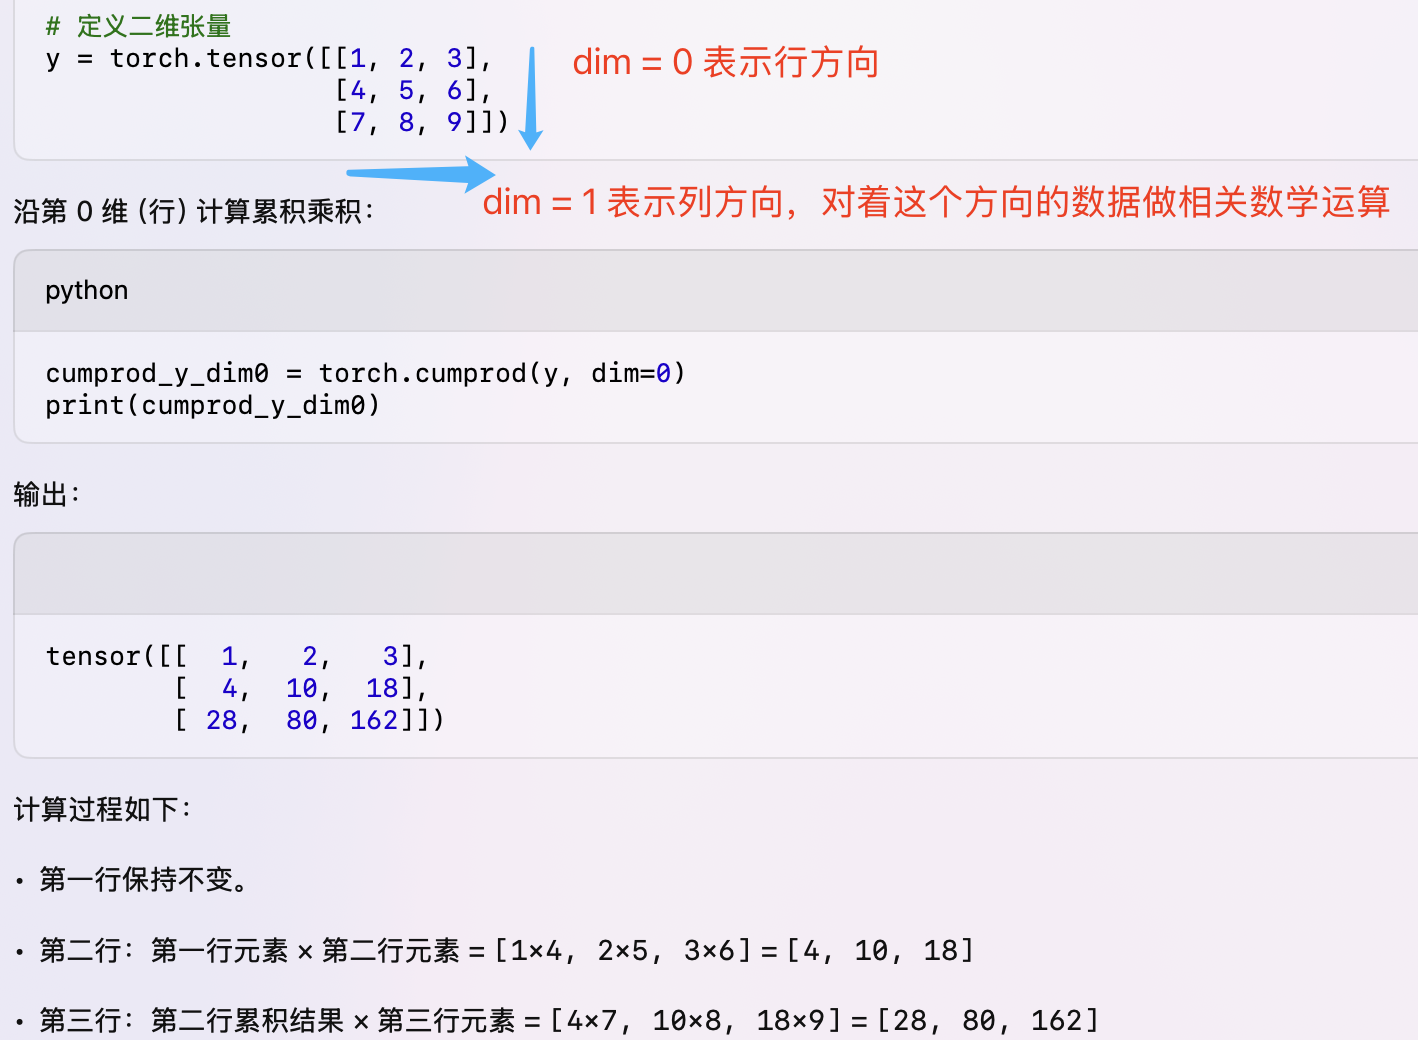 # 定义二维张量
y = torch.tensor([[1, 2, 3],
[4, 5, 6],
[7, 8, 9]])
dim = 0 表示行方向
dim = 1 表示列方向，对着这个方向的数据做相关数学运算
沿第 0 维 (行) 计算累积乘积：
python
cumprod_y_dim0 = torch.cumprod(y, dim=0)
print(cumprod_y_dim0)
输出：
tensor([[  1,   2,   3],
[  4,  10,  18],
[ 28,  80, 162]])
计算过程如下：
• 第一行保持不变。
• 第二行：第一行元素 × 第二行元素 = [1×4, 2×5, 3×6] = [4, 10, 18]
• 第三行：第二行累积结果 × 第三行元素 = [4×7, 10×8, 18×9] = [28, 80, 162]